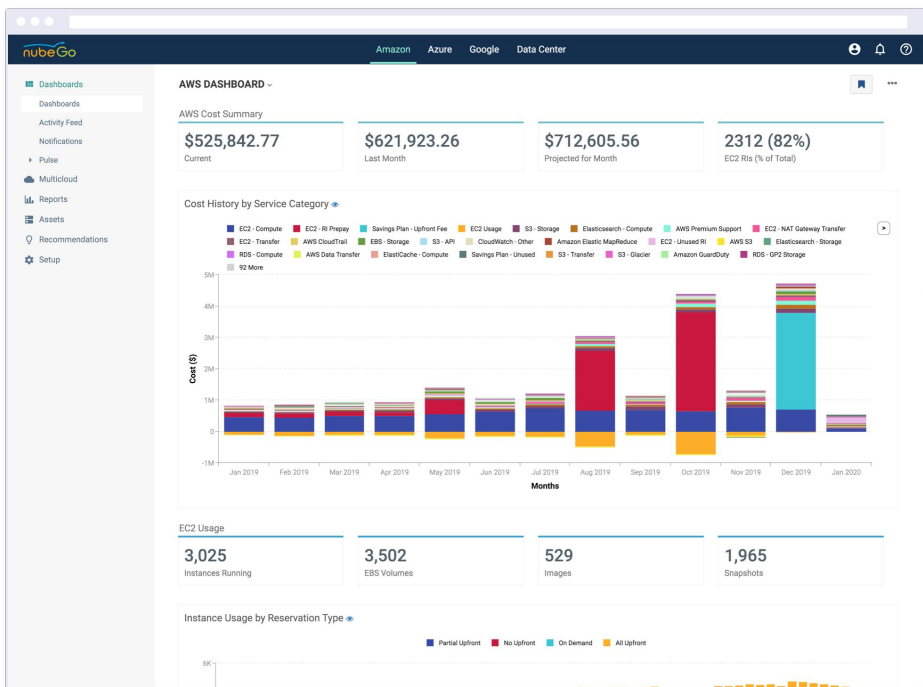 nubeGo
Amazon Azure Google Data Center
Dashboards
Dashboards
Activity Feed
Notifications
Pulse
Multicloud
Reports
Assets
Recommendations
Setup
AWS DASHBOARD
AWS Cost Summary
$525,842.77 $621,923.26 $712,605.56 2312 (82%)
Current Last Month Projected for Month EC2 RIs (% of Total)
Cost History by Service Category
EC2 - Compute EC2 - RI Prepay Savings Plan - Upfront Fee EC2 Usage S3 - Storage Elasticsearch - Compute AWS Premium Support EC2 - NAT Gateway Transfer
EC2 - Transfer AWS CloudTrail EBS - Storage S3 - API CloudWatch - Other Amazon Elastic MapReduce EC2 - Unused RI AWS S3 Elasticsearch - Storage
RDS - Compute AWS Data Transfer ElastiCache - Compute Savings Plan - Unused S3 - Transfer S3 - Glacier Amazon GuardDuty RDS - GP2 Storage
92 More
5M
4M
3M
2M
1M
0
-1M
Cost ($)
Jan 2019 Feb 2019 Mar 2019 Apr 2019 May 2019 Jun 2019 Jul 2019 Aug 2019 Sep 2019 Oct 2019 Nov 2019 Dec 2019 Jan 2020
Months
EC2 Usage
3,025 3,502 529 1,965
Instances Running EBS Volumes Images Snapshots
Instance Usage by Reservation Type
Partial Upfront No Upfront On Demand All Upfront
6K